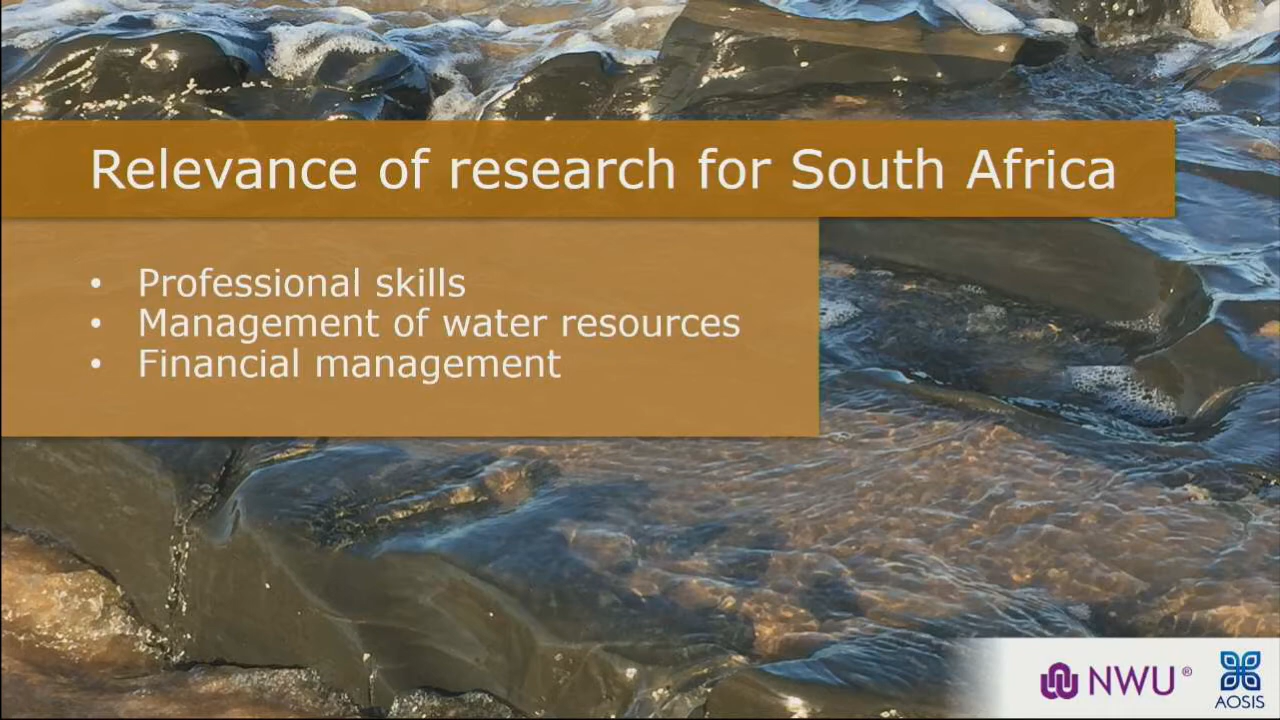 Relevance of research for South Africa
• Professional skills
• Management of water resources
• Financial management
NWU®
AOSIS